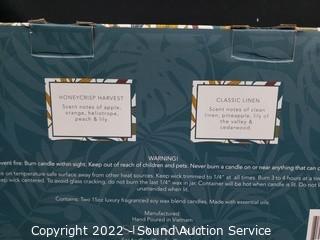 HONEYCRISP HARVEST
Scent notes of apple,
orange, heliotrope,
peach & lily.
CLASSIC LINEN
Scent notes of clean
linen, pineapple, lily of
the valley &
cedarwood.
WARNING!
vent fire: Burn candle within sight; Keep out of reach of children and pets. Never burn a candle on or near anything that can c
e on temperature-safe surface away from other heat sources. Keep wick trimmed to 1/4" at all times. Burn 3 to 4 hours at a
eep wick centered. To avoid glass cracking, do not burn the last 1/4" wax in jar. Container will be hot when candle is lit. Do not
unattended when lit.
Contains: Two 15oz luxury fragranced soy wax blend candles. Made with essential oils.
Manufactured:
Hand Poured in Vietnam
Copyright 2022 - I Sound Auction Service